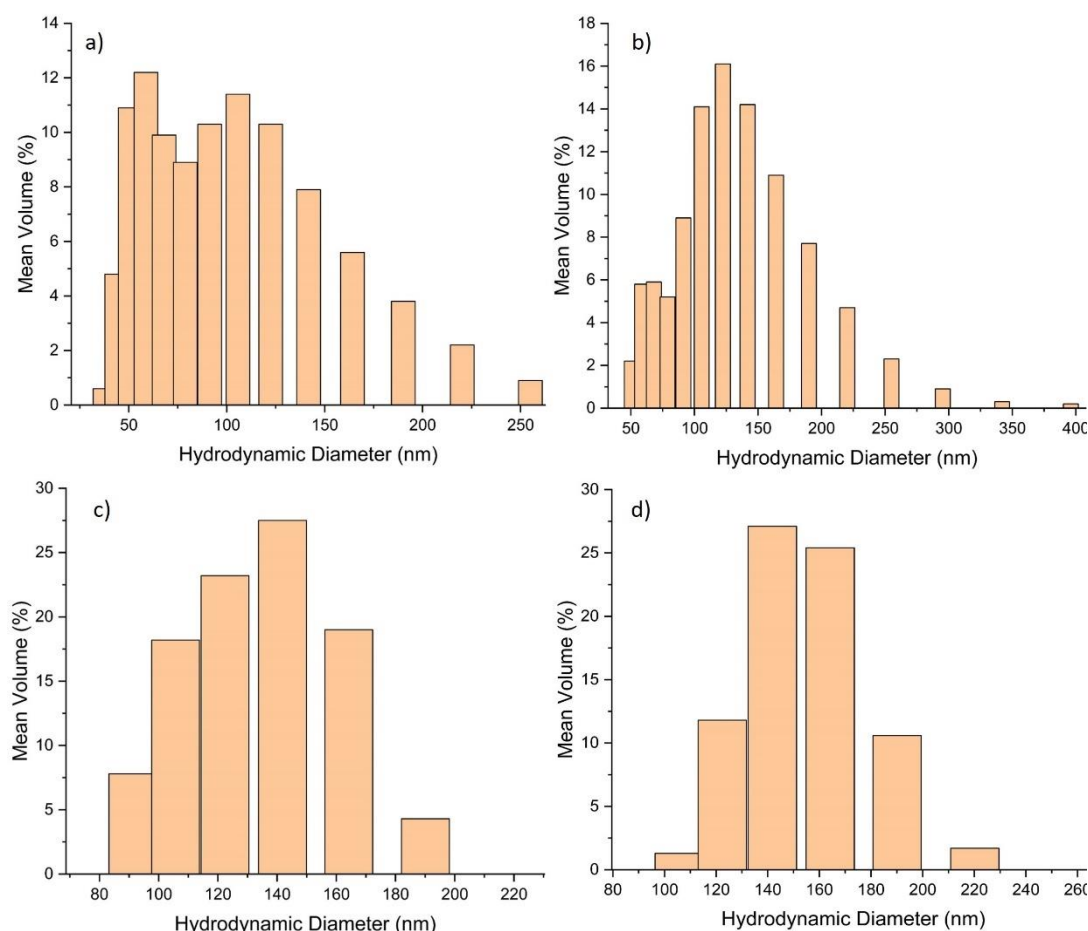 a)
14
12
10
8
6
4
2
0
Mean Volume (%)
50 100 150 200 250
Hydrodynamic Diameter (nm)
b)
18
16
14
12
10
8
6
4
2
0
Mean Volume (%)
50 100 150 200 250 300 350 400
Hydrodynamic Diameter (nm)
c)
30
25
20
15
10
5
0
Mean Volume (%)
80 100 120 140 160 180 200 220
Hydrodynamic Diameter (nm)
d)
30
25
20
15
10
5
0
Mean Volume (%)
80 100 120 140 160 180 200 220 240 260
Hydrodynamic Diameter (nm)